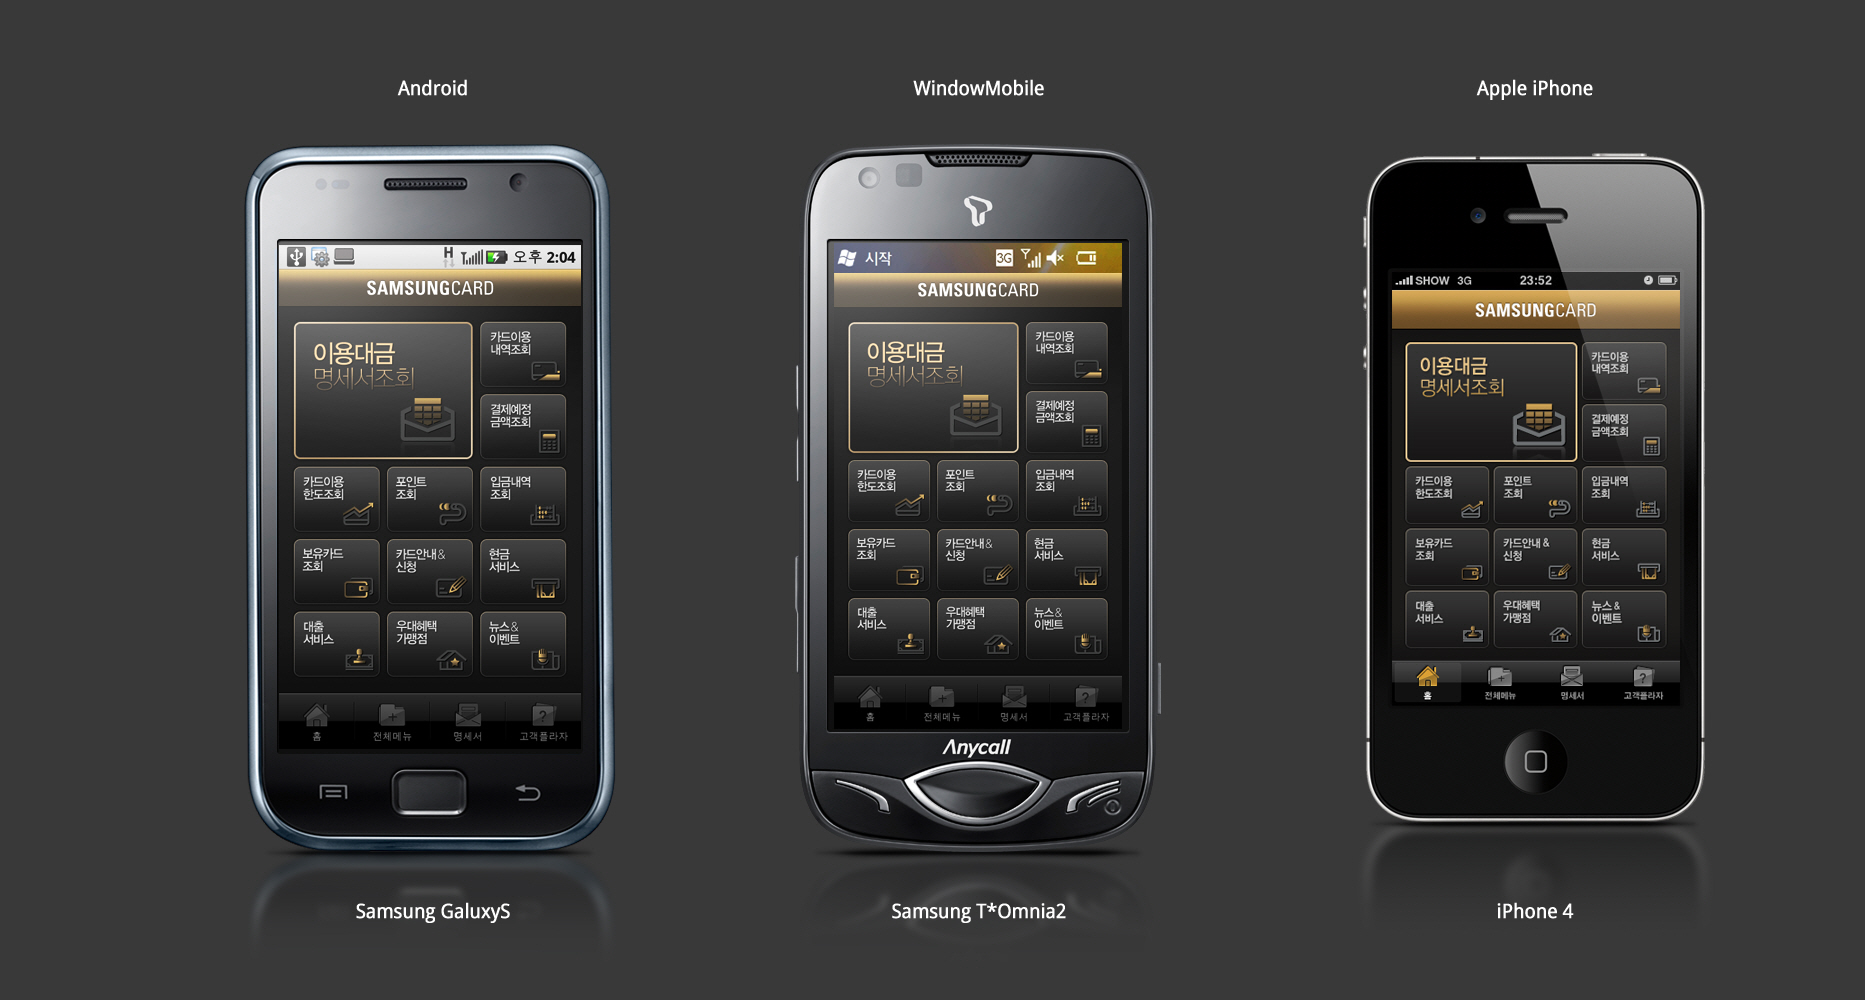 Android
WindowMobile
Apple iPhone
H
오후 2:04
SAMSUNGCARD
이용대금
명세서조회
카드이용
내역조회
결제예정
금액조회
카드이용
한도조회
포인트
조회
입금내역
조회
보유카드
조회
카드안내 &
신청
현금
서비스
대출
서비스
우대혜택
가맹점
뉴스 &
이벤트
홈
전체메뉴
명세서
고객플라자
시작
3G
SAMSUNGCARD
이용대금
명세서조회
카드이용
내역조회
결제예정
금액조회
카드이용
한도조회
포인트
조회
입금내역
조회
보유카드
조회
카드안내 &
신청
현금
서비스
대출
서비스
우대혜택
가맹점
뉴스 &
이벤트
홈
전체메뉴
명세서
고객플라자
Anycall
SHOW 3G
23:52
SAMSUNGCARD
이용대금
명세서조회
카드이용
내역조회
결제예정
금액조회
카드이용
한도조회
포인트
조회
입금내역
조회
보유카드
조회
카드안내 &
신청
현금
서비스
대출
서비스
우대혜택
가맹점
뉴스 &
이벤트
홈
전체메뉴
명세서
고객플라자
Samsung GaluxyS
Samsung T*Omnia2
iPhone 4